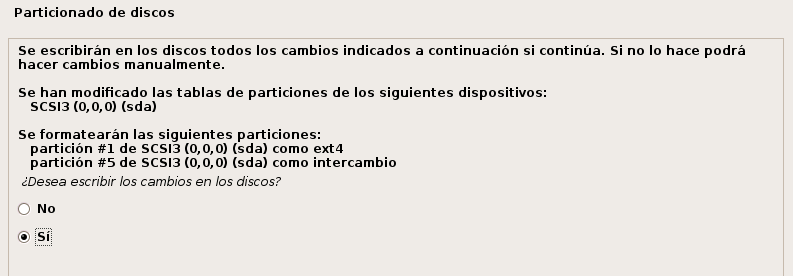 Particionado de discos
Se escribirán en los discos todos los cambios indicados a continuación si continúa. Si no lo hace podrá
hacer cambios manualmente.
Se han modificado las tablas de particiones de los siguientes dispositivos:
SCSI3 (0,0,0) (sda)
Se formatearán las siguientes particiones:
partición #1 de SCSI3 (0,0,0) (sda) como ext4
partición #5 de SCSI3 (0,0,0) (sda) como intercambio
¿Desea escribir los cambios en los discos?
No
Sí